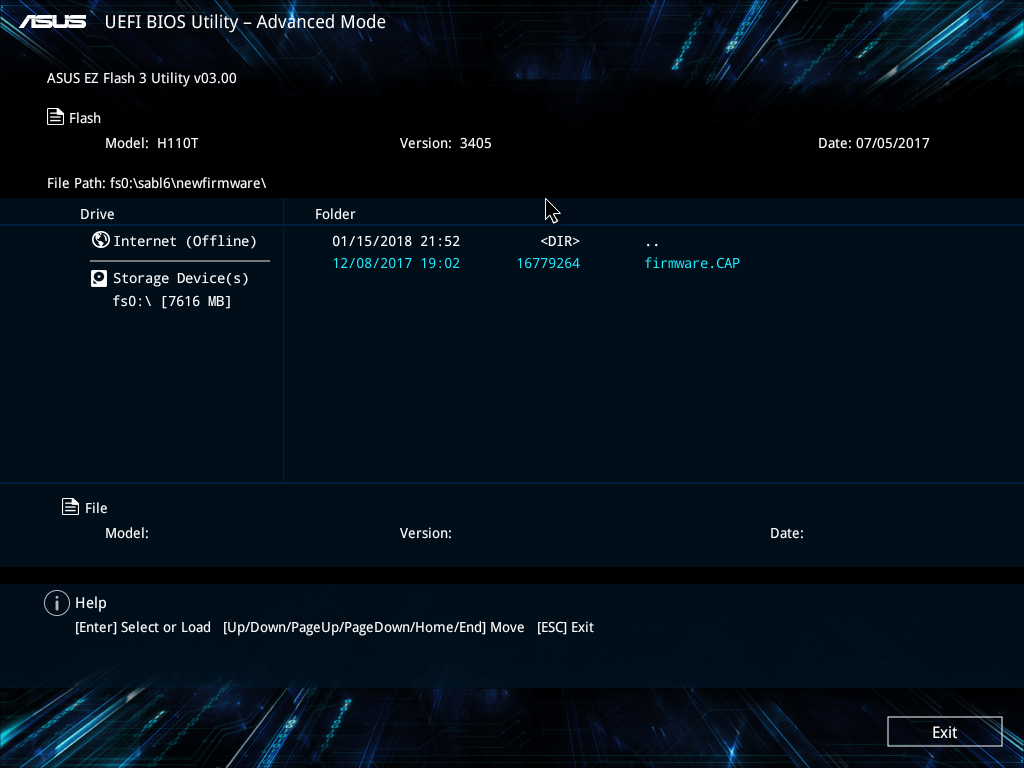 ASUS UEFI BIOS Utility – Advanced Mode
ASUS EZ Flash 3 Utility v03.00
Flash
Model: H110T Version: 3405 Date: 07/05/2017
File Path: fs0:\sabl6\newfirmware\
Drive Folder
Internet (Offline) 01/15/2018 21:52 <DIR> ..
12/08/2017 19:02 16779264 firmware.CAP
Storage Device(s)
fs0:\ [7616 MB]
File
Model: Version: Date:
Help
[Enter] Select or Load [Up/Down/PageUp/PageDown/Home/End] Move [ESC] Exit
Exit